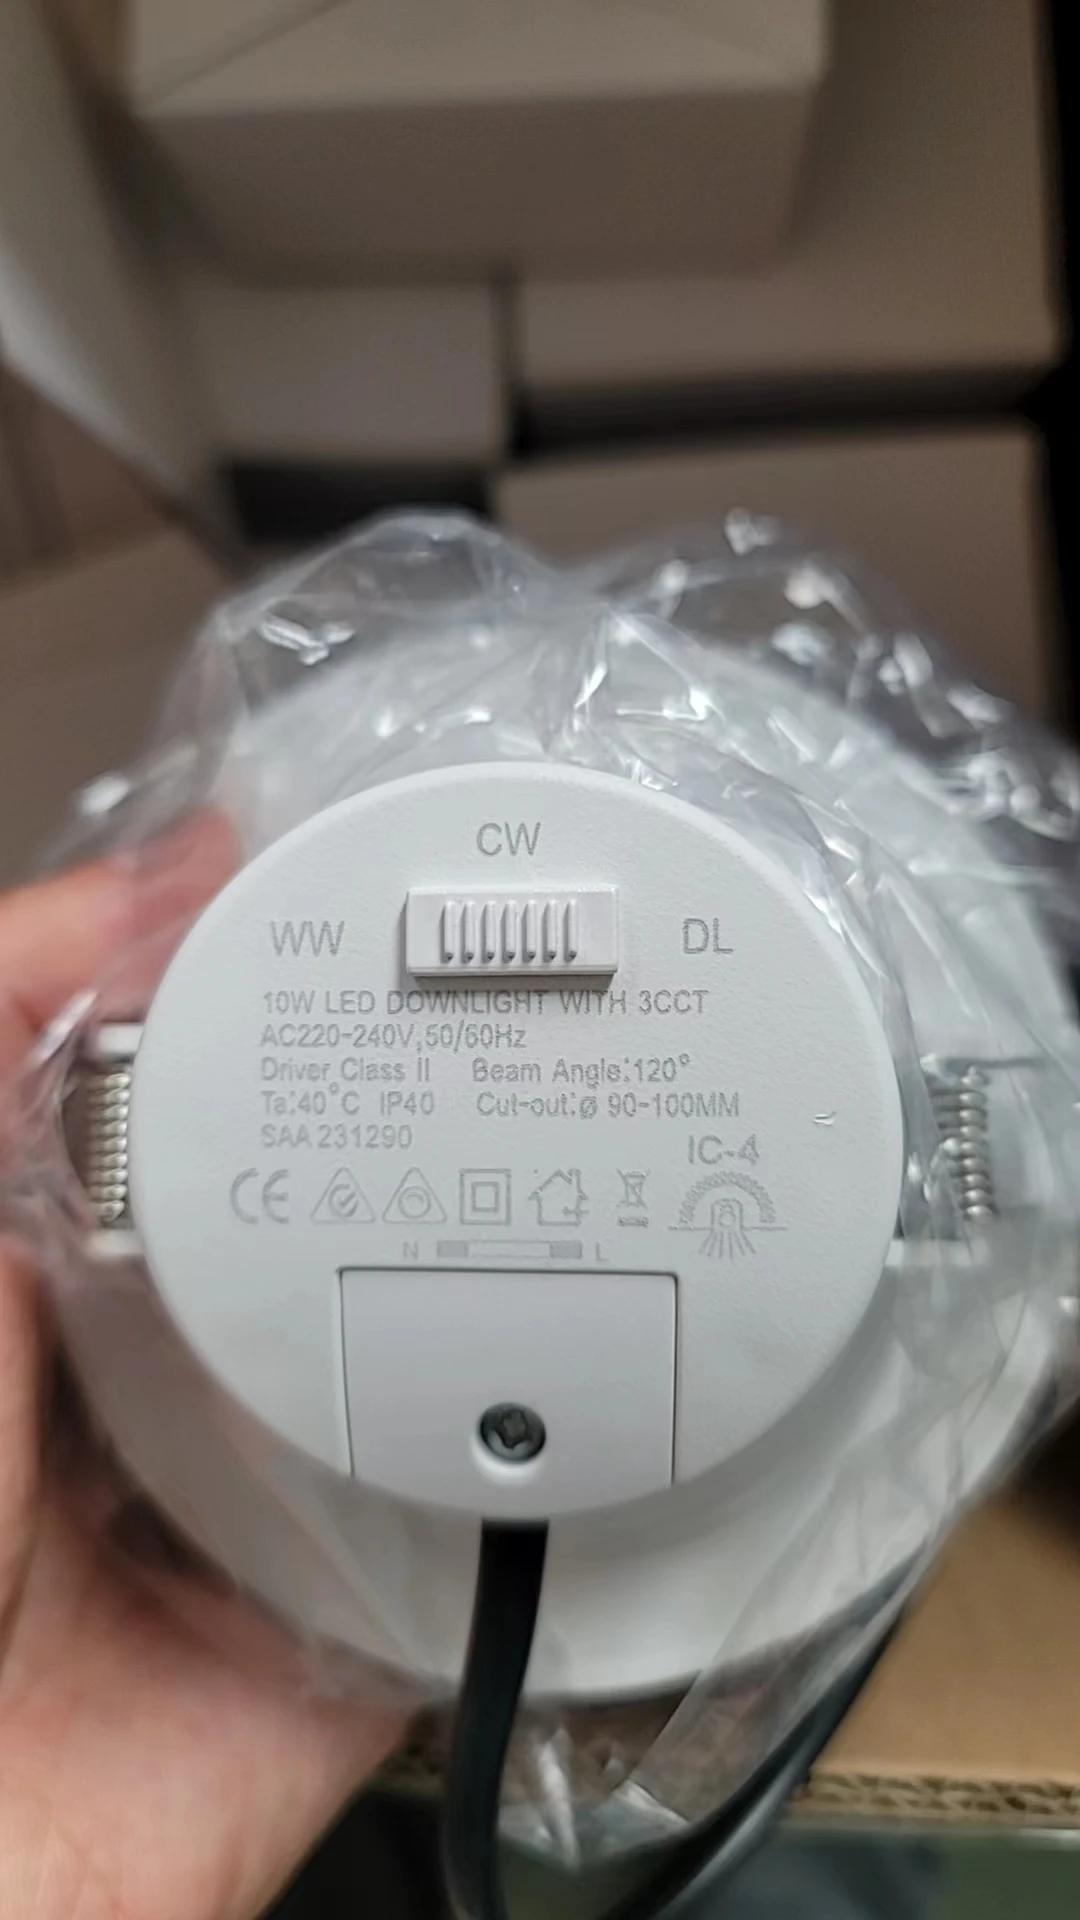 CW
WW
DL
10W LED DOWNLIGHT WITH 3CCT
AC220-240V,50/60Hz
Driver Class II Beam Angle:120°
Ta:40°C IP40 Cut-out:ø 90-100MM
SAA 231290
IC-4
CE
N L